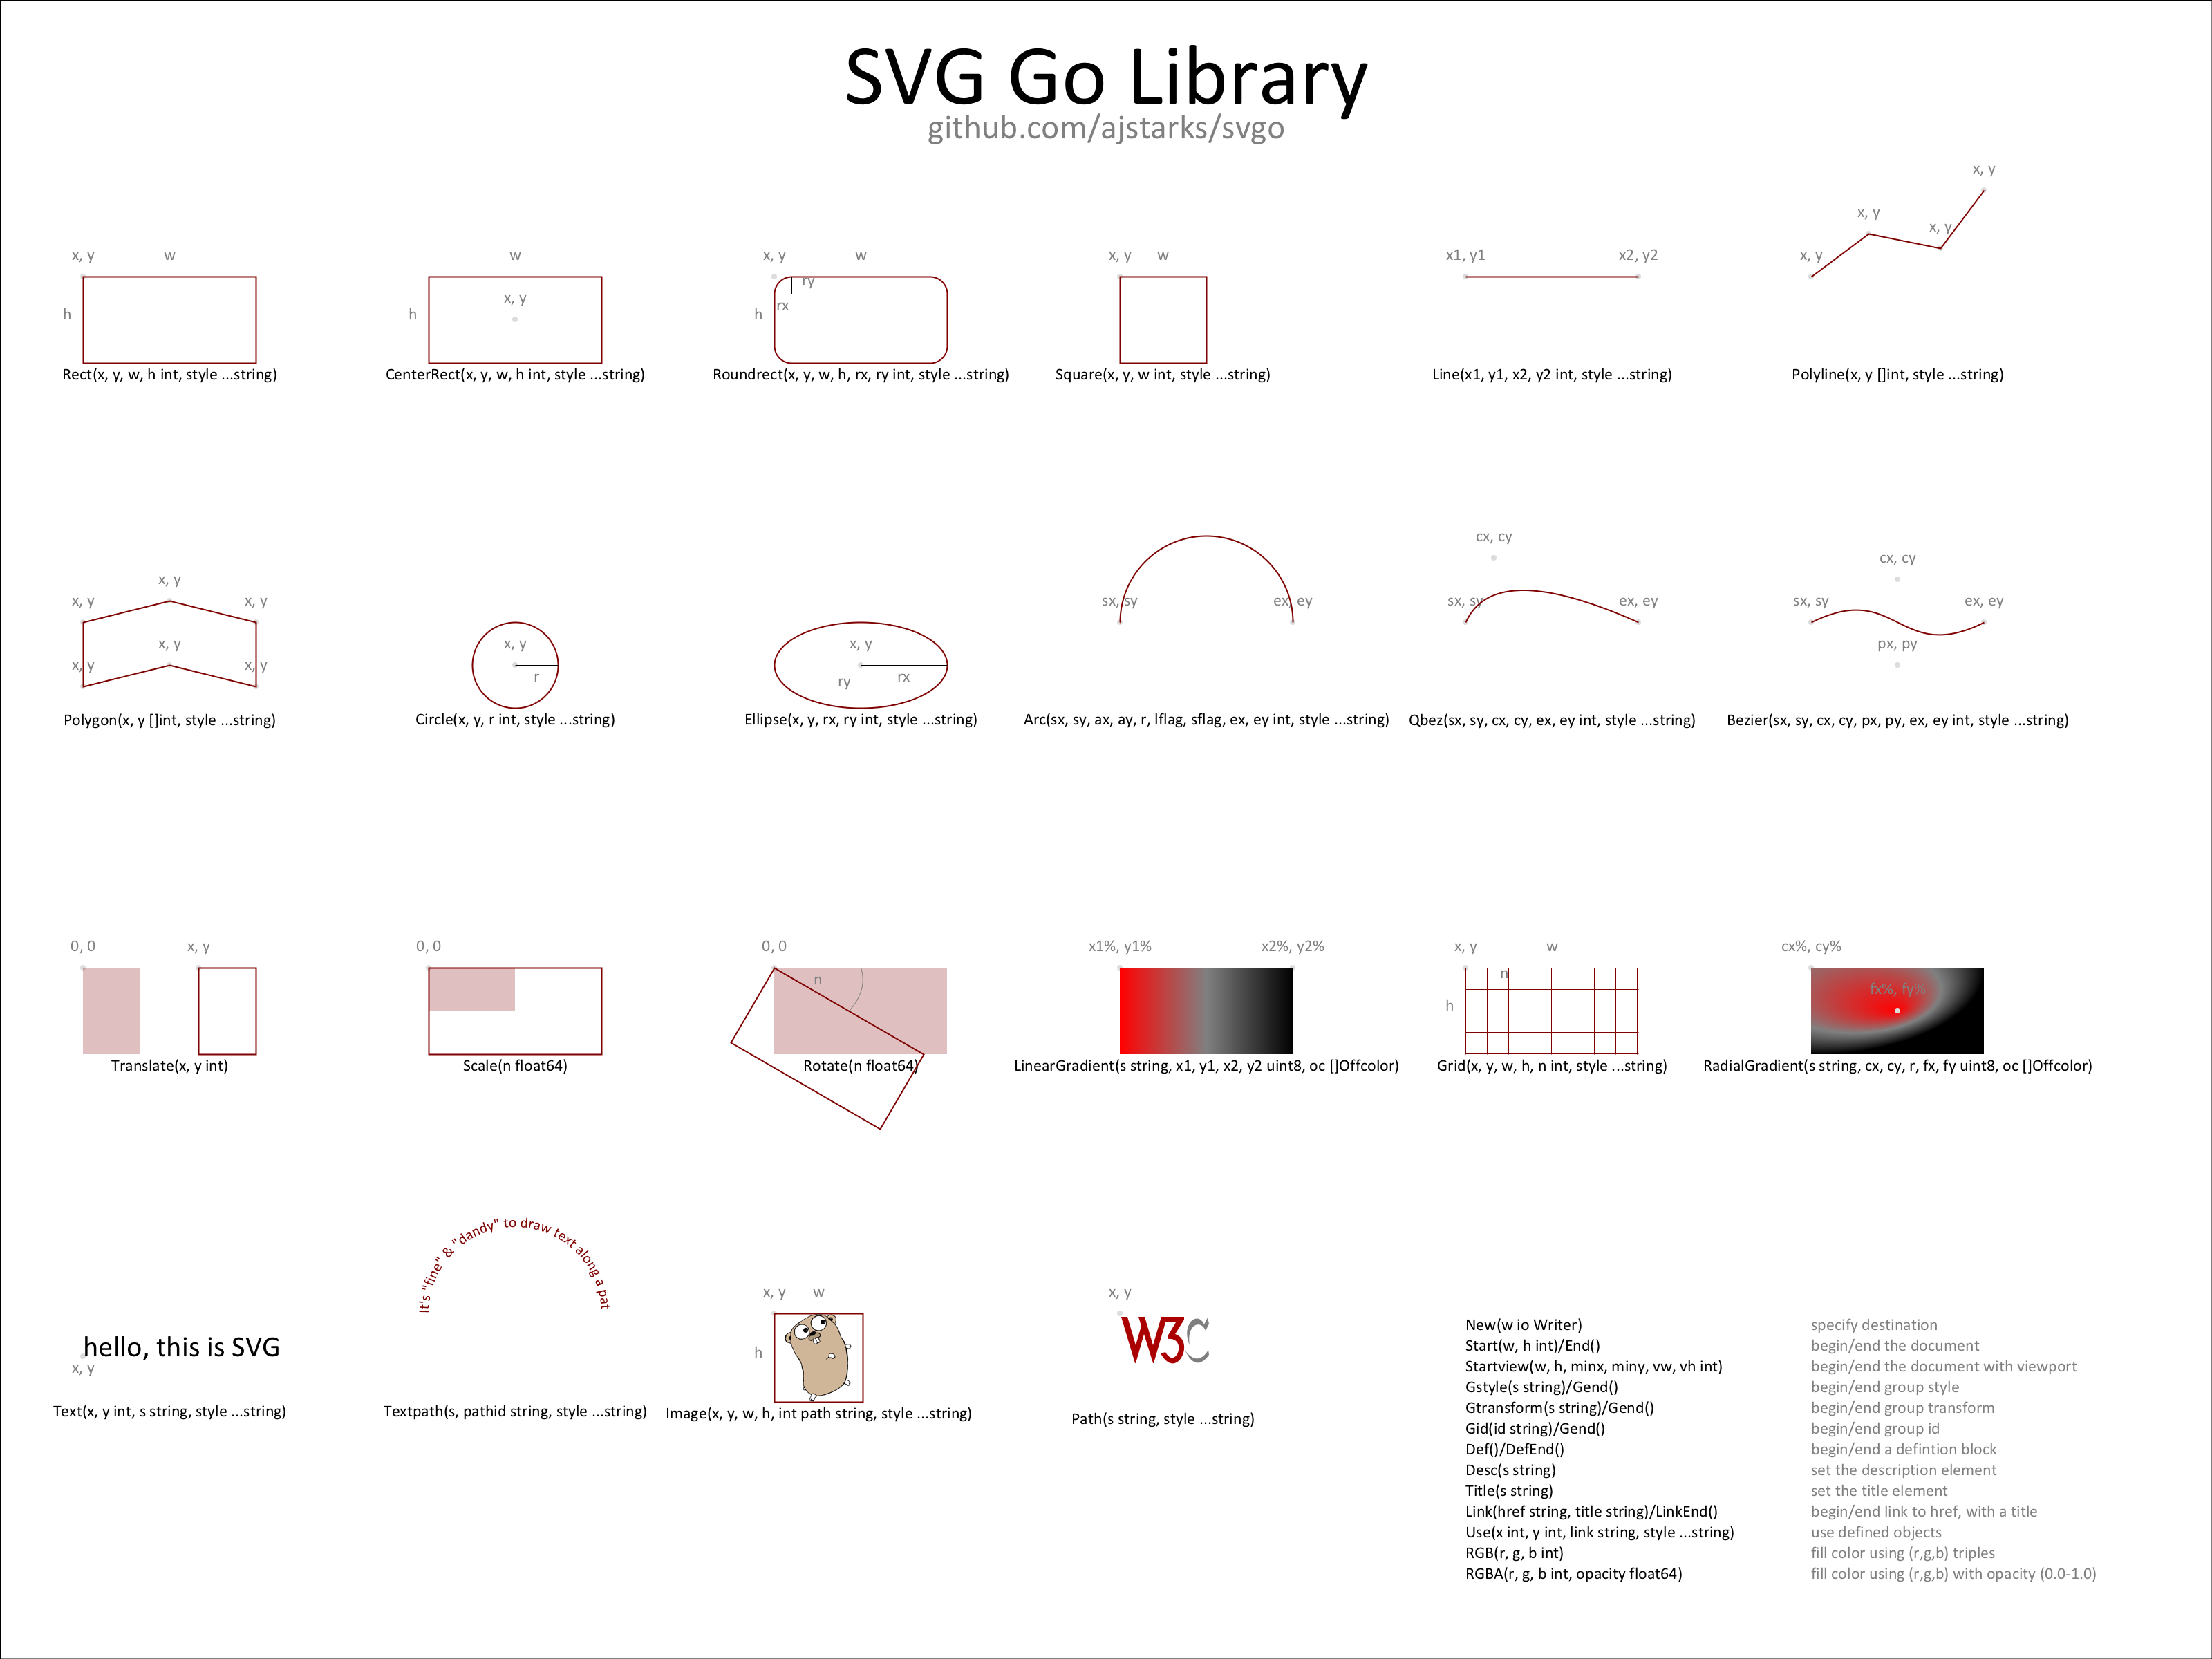 SVG Go Library
github.com/ajstarks/svgo
x, y
w
h
Rect(x, y, w, h int, style ...string)
w
x, y
h
CenterRect(x, y, w, h int, style ...string)
x, y
w
ry
rx
h
Roundrect(x, y, w, h, rx, ry int, style ...string)
x, y
w
Square(x, y, w int, style ...string)
x1, y1
x2, y2
Line(x1, y1, x2, y2 int, style ...string)
x, y
x, y
x, y
x, y
Polyline(x, y []int, style ...string)
x, y
x, y
x, y
x, y
x, y
x, y
Polygon(x, y []int, style ...string)
x, y
r
Circle(x, y, r int, style ...string)
x, y
ry
rx
Ellipse(x, y, rx, ry int, style ...string)
sx, sy
ex, ey
Arc(sx, sy, ax, ay, r, lflag, sflag, ex, ey int, style ...string)
cx, cy
sx, sy
ex, ey
Qbez(sx, sy, cx, cy, ex, ey int, style ...string)
cx, cy
sx, sy
ex, ey
px, py
Bezier(sx, sy, cx, cy, px, py, ex, ey int, style ...string)
0, 0
x, y
Translate(x, y int)
0, 0
Scale(n float64)
0, 0
n
Rotate(n float64)
x1%, y1%
x2%, y2%
LinearGradient(s string, x1, y1, x2, y2 uint8, oc []Offcolor)
x, y
w
n
h
Grid(x, y, w, h, n int, style ...string)
cx%, cy%
fx%, fy%
RadialGradient(s string, cx, cy, r, fx, fy uint8, oc []Offcolor)
hello, this is SVG
x, y
Text(x, y int, s string, style ...string)
It's "fine" & "dandy" to draw text along a pat
Textpath(s, pathid string, style ...string)
x, y
w
h
Image(x, y, w, h, int path string, style ...string)
x, y
W3C
Path(s string, style ...string)
New(w io Writer) specify destination
Start(w, h int)/End() begin/end the document
Startview(w, h, minx, miny, vw, vh int) begin/end the document with viewport
Gstyle(s string)/Gend() begin/end group style
Gtransform(s string)/Gend() begin/end group transform
Gid(id string)/Gend() begin/end group id
Def()/DefEnd() begin/end a defintion block
Desc(s string) set the description element
Title(s string) set the title element
Link(href string, title string)/LinkEnd() begin/end link to href, with a title
Use(x int, y int, link string, style ...string) use defined objects
RGB(r, g, b int) fill color using (r,g,b) triples
RGBA(r, g, b int, opacity float64) fill color using (r,g,b) with opacity (0.0-1.0)